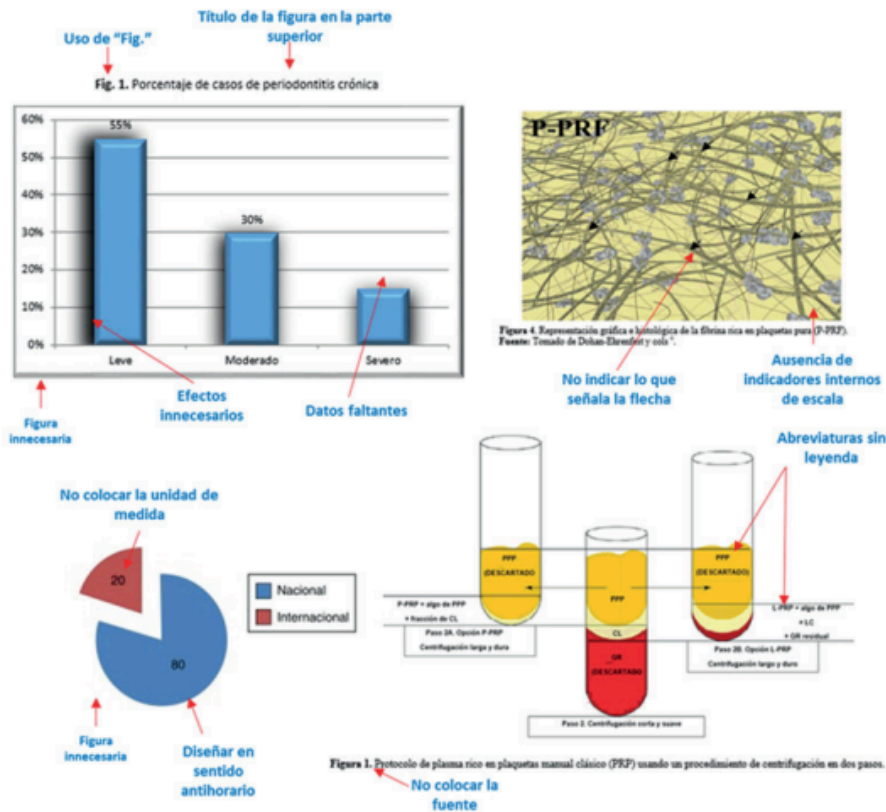 Uso de “Fig.”
Título de la figura en la parte
superior
Fig. 1. Porcentaje de casos de periodontitis crónica
60%
50%
40%
30%
20%
10%
0%
55%
30%
Leve
Moderado
Severo
Figura
innecesaria
Efectos
innecesarios
Datos faltantes
P-PRF
Figura 4. Representación gráfica e histológica de la fibrina rica en plaquetas pura (P-PRF).
Fuente: Tomado de Dohan-Ehrenfest y cols
No indicar lo que
señala la flecha
Ausencia de
indicadores internos
de escala
No colocar la unidad de
medida
20
80
Nacional
Internacional
Figura
innecesaria
Diseñar en
sentido
antihorario
Abreviaturas sin
leyenda
PPP
(DESCARTADO)
P-PRP + algo de PPP
+ fracción de CL
Paso 2A. Opción P-PRP
Centrifugación larga y dura
PPP
CL
GR
(DESCARTADO)
Paso 2. Centrifugación corta y suave
PPP
(DESCARTADO)
L-PRP + algo de PPP
+ LC
+ GR residual
Paso 2B. Opción L-PRP
Centrifugación larga y dura
Figura 1. Protocolo de plasma rico en plaquetas manual clásico (PRP) usando un procedimiento de centrifugación en dos pasos.
No colocar la
fuente